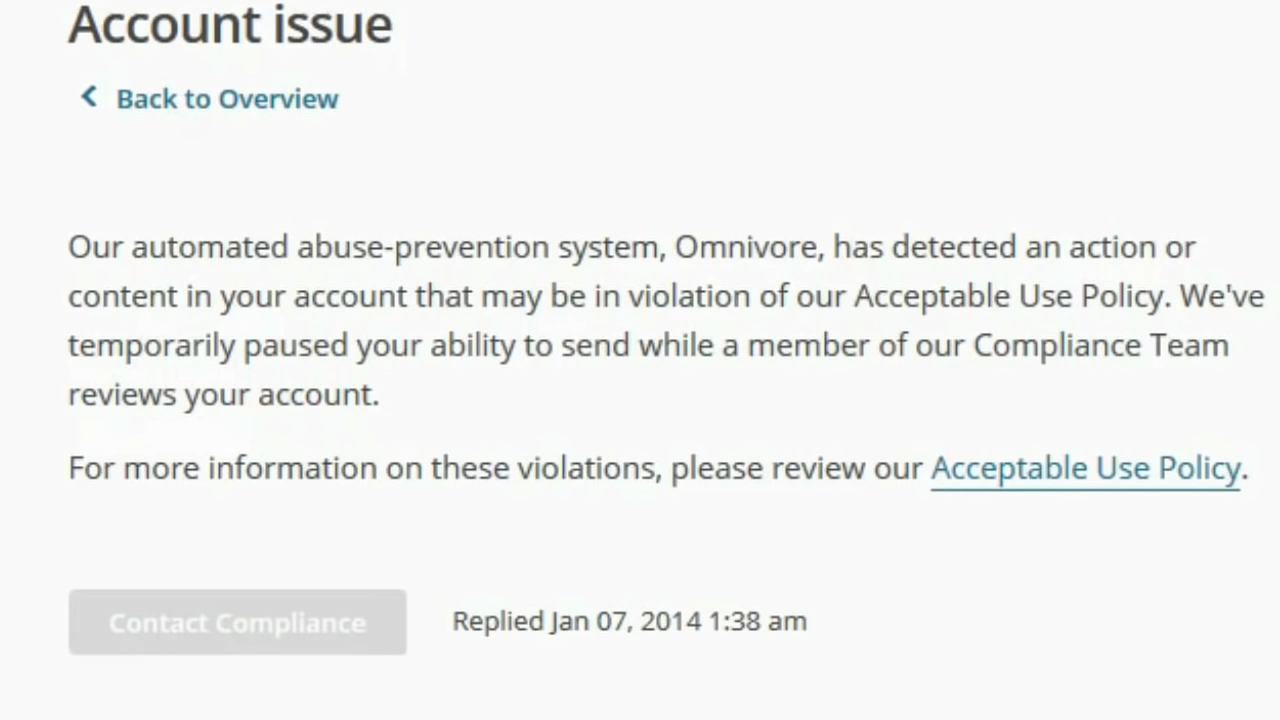 Account issue
Back to Overview
Our automated abuse-prevention system, Omnivore, has detected an action or
content in your account that may be in violation of our Acceptable Use Policy. We've
temporarily paused your ability to send while a member of our Compliance Team
reviews your account.
For more information on these violations, please review our Acceptable Use Policy.
Contact Compliance Replied Jan 07, 2014 1:38 am